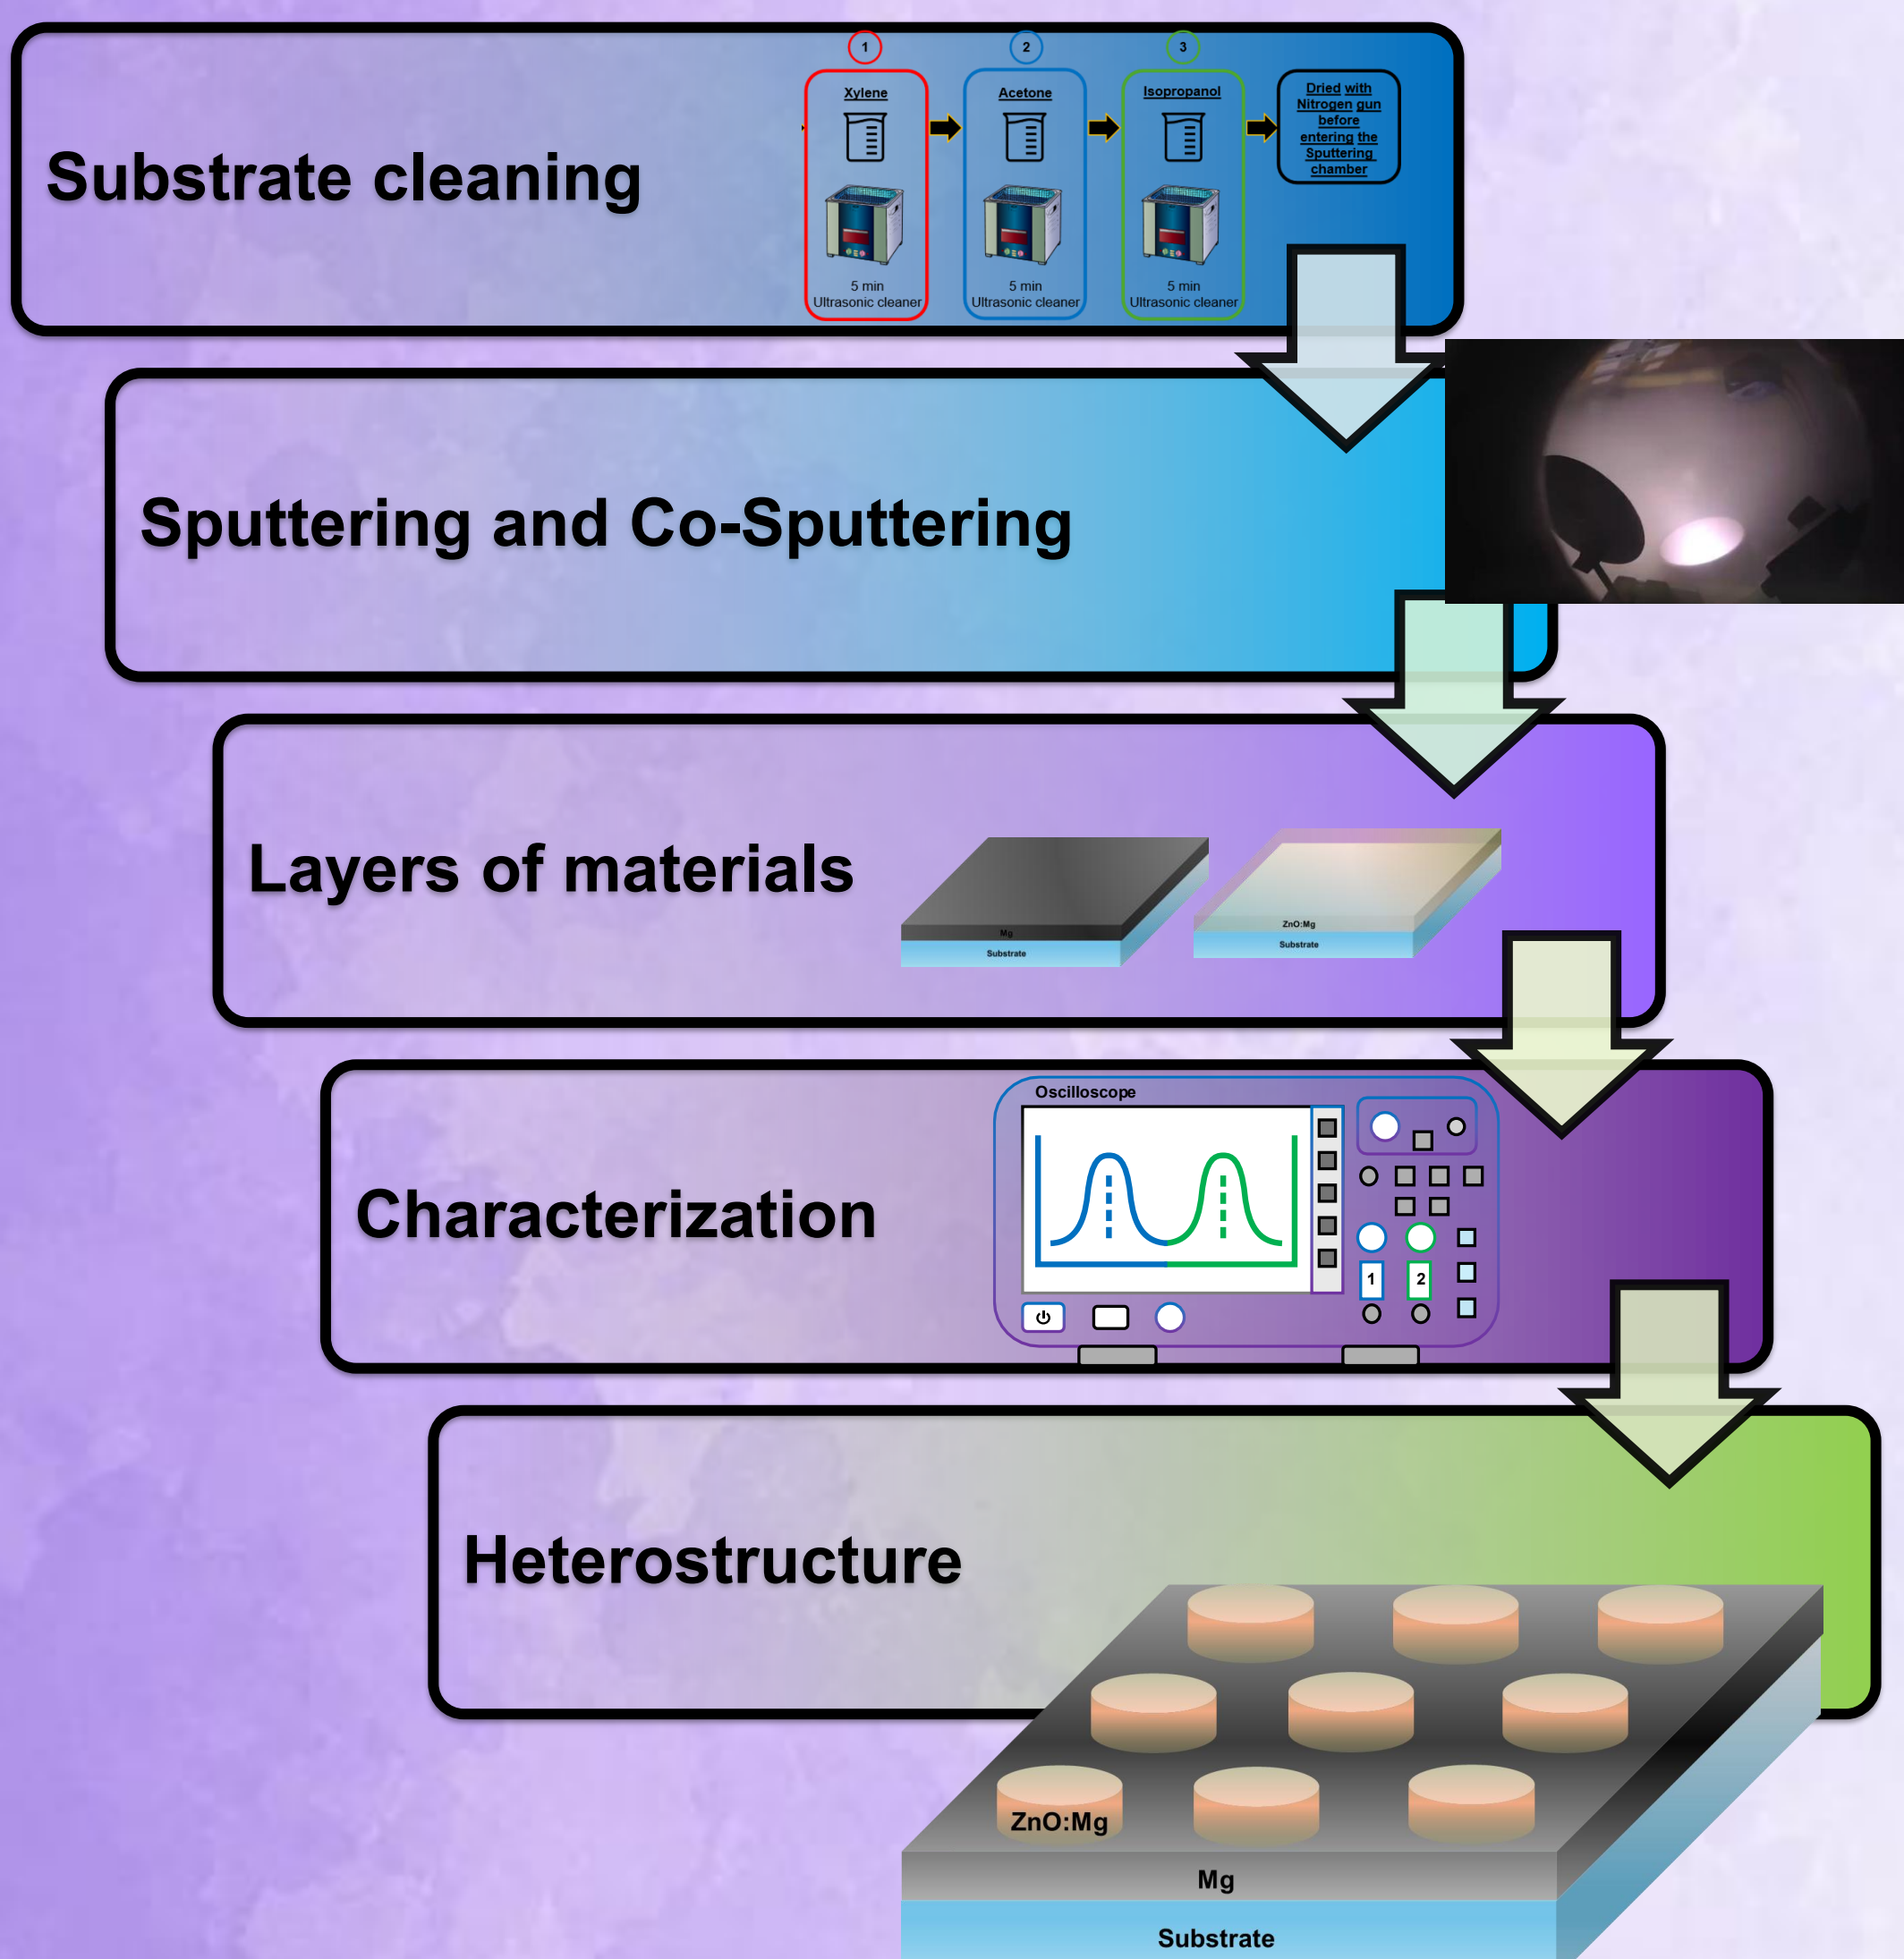 Substrate cleaning
1
Xylene
5 min
Ultrasonic cleaner
2
Acetone
5 min
Ultrasonic cleaner
3
Isopropanol
5 min
Ultrasonic cleaner
Dried with
Nitrogen gun
before
entering the
Sputtering
chamber
Sputtering and Co-Sputtering
Layers of materials
Mg
Substrate
ZnO:Mg
Substrate
Characterization
Oscilloscope
1
2
Heterostructure
ZnO:Mg
Mg
Substrate